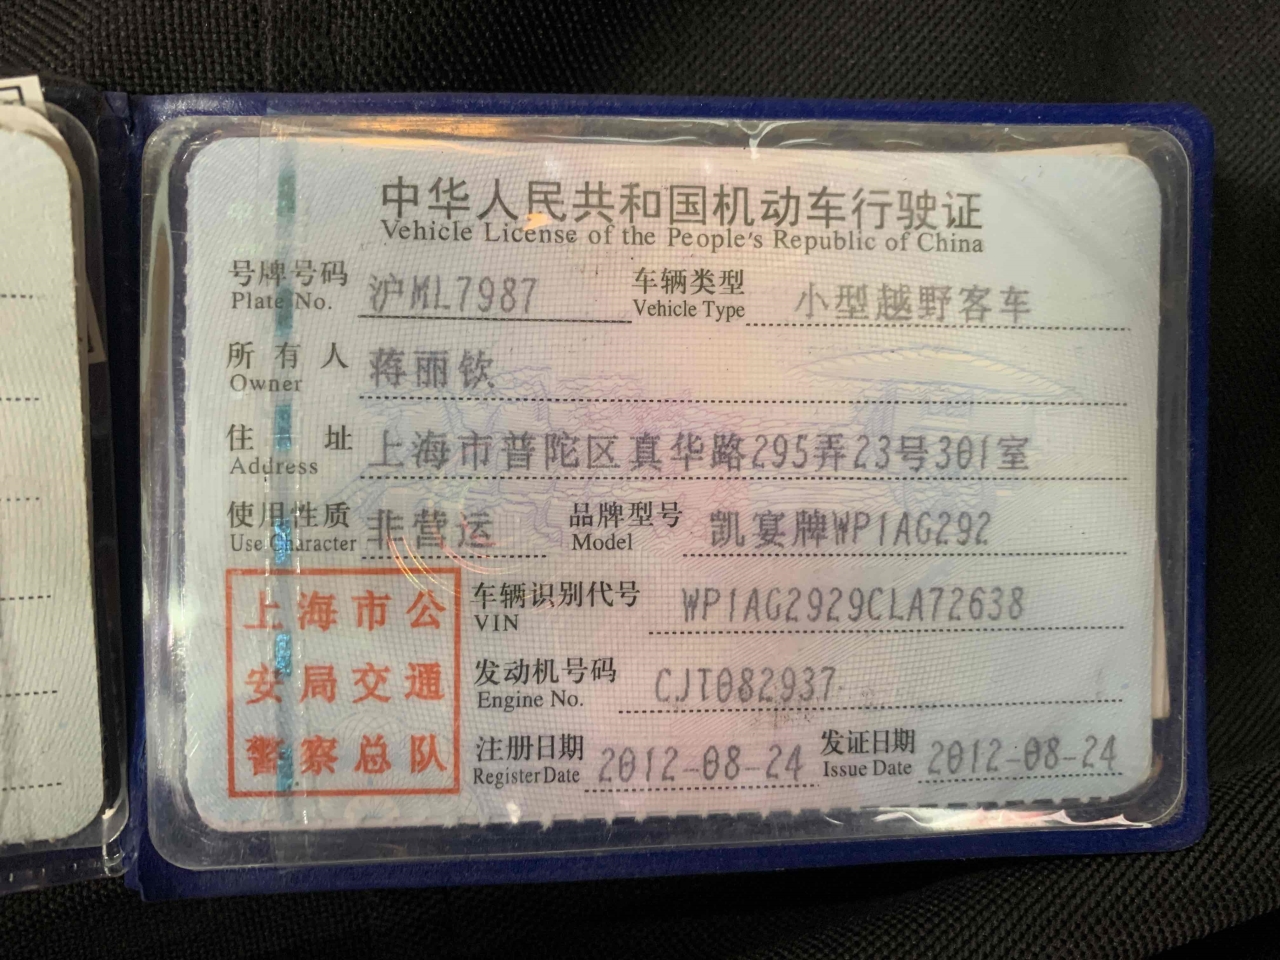 中华人民共和国机动车行驶证
Vehicle License of the People's Republic of China
号牌号码 沪ML7987 车辆类型 小型越野客车
Plate No. Vehicle Type
所有人 蒋丽钦
Owner
住址 上海市普陀区真华路295弄23号301室
Address
使用性质 非营运 品牌型号 凯宴牌WP1AG292
Use Character Model
上海市公
安局交通
警察总队
车辆识别代号 WP1AG2929CLA72638
VIN
发动机号码 CJT082937
Engine No.
注册日期 2012-08-24 发证日期 2012-08-24
Register Date Issue Date